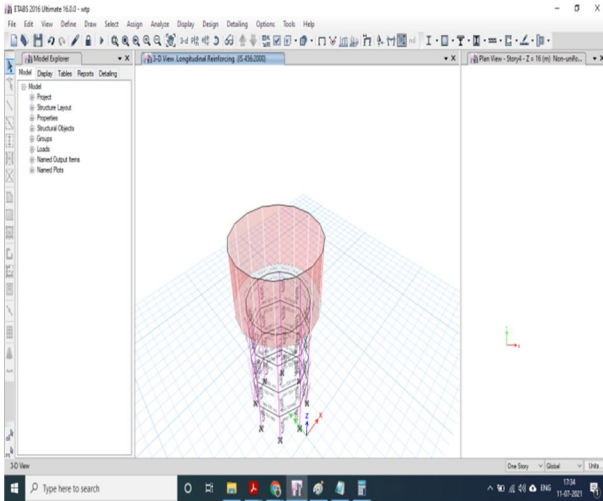 ETABS 2016 Ultimate 16.0.0 - wtp
File Edit View Define Draw Select Assign Analyze Display Design Detailing Options Tools Help
Model Explorer
3-D View Longitudinal Reinforcing (IS 456:2000)
Plan View - Story4 - Z = 16 (m) Non-unifo...
Model Display Tables Reports Detailing
Model
Project
Structure Layout
Properties
Structural Objects
Groups
Loads
Named Output Items
Named Plots
Z
X
3-D View
One Story Global Units...
Type here to search
ENG
17:34
11-07-2021